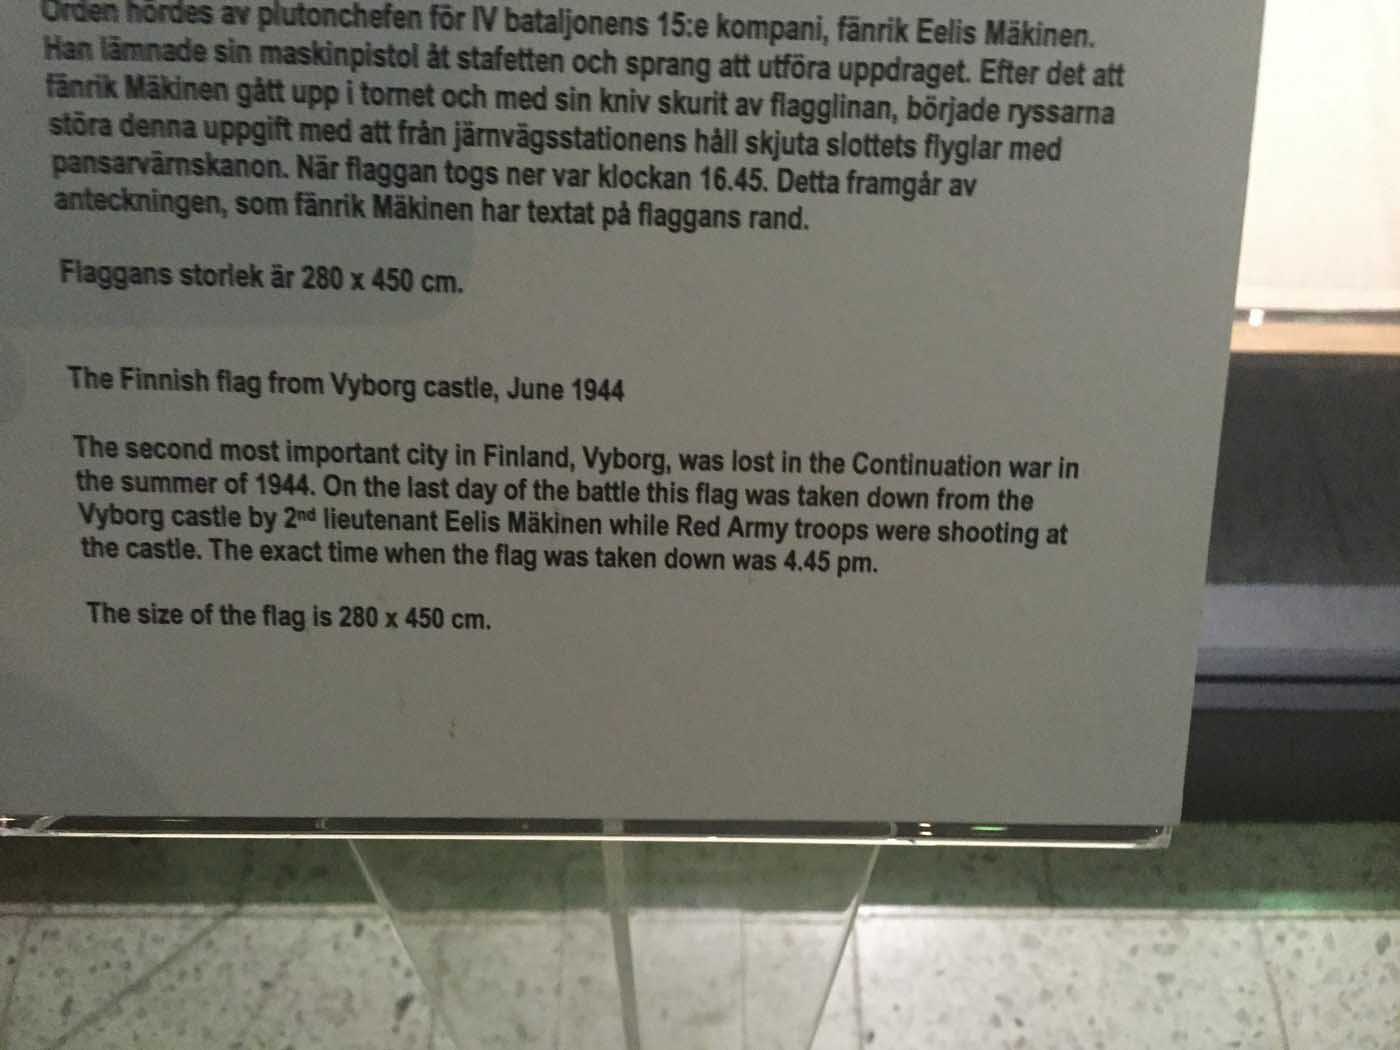 Orden hördes av plutonchefen för IV bataljonens 15:e kompani, fänrik Eelis Mäkinen.
Han lämnade sin maskinpistol åt stafetten och sprang att utföra uppdraget. Efter det att
fänrik Mäkinen gått upp i tornet och med sin kniv skurit av flagglinan, började ryssarna
störa denna uppgift med att från järnvägsstationens håll skjuta slottets flyglar med
pansarvärnskanon. När flaggan togs ner var klockan 16.45. Detta framgår av
anteckningen, som fänrik Mäkinen har textat på flaggans rand.
Flaggans storlek är 280 x 450 cm.
The Finnish flag from Vyborg castle, June 1944
The second most important city in Finland, Vyborg, was lost in the Continuation war in
the summer of 1944. On the last day of the battle this flag was taken down from the
Vyborg castle by 2nd lieutenant Eelis Mäkinen while Red Army troops were shooting at
the castle. The exact time when the flag was taken down was 4.45 pm.
The size of the flag is 280 x 450 cm.